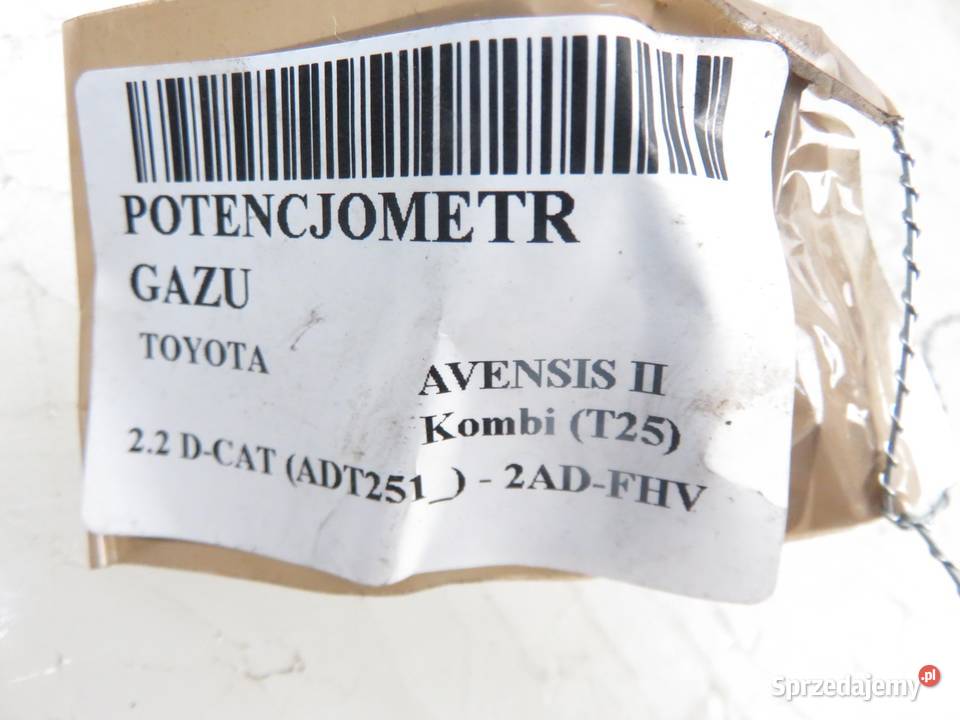 POTENCJOMETR
GAZU
TOYOTA
AVENSIS II
Kombi (T25)
2.2 D-CAT (ADT251_) - 2AD-FHV
Sprzedajemy.pl